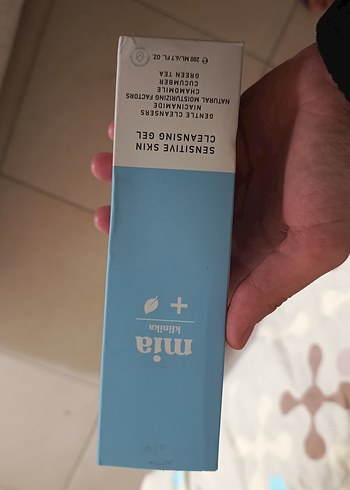 mia
klinika
SENSITIVE SKIN
CLEANSING GEL
GENTLE CLEANSERS
NIACINAMIDE
NATURAL MOISTURIZING FACTORS
CHAMOMILE
CUCUMBER
GREEN TEA
200 ML/6.7 FL. OZ. ℮